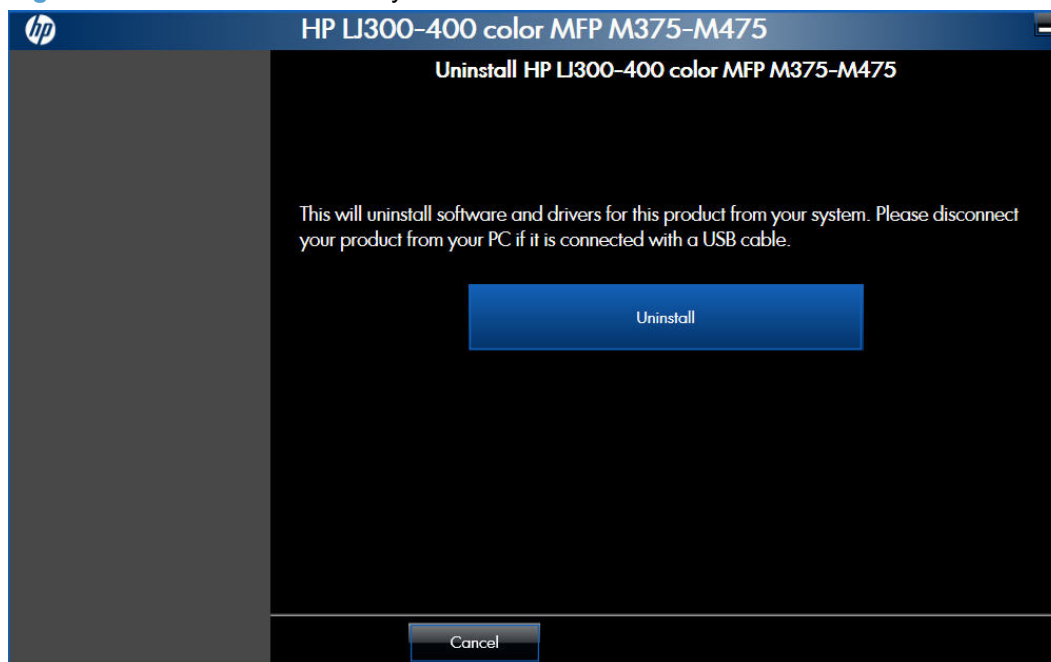 hp
HP LJ300-400 color MFP M375-M475
Uninstall HP LJ300-400 color MFP M375-M475
This will uninstall software and drivers for this product from your system. Please disconnect
your product from your PC if it is connected with a USB cable.
Uninstall
Cancel